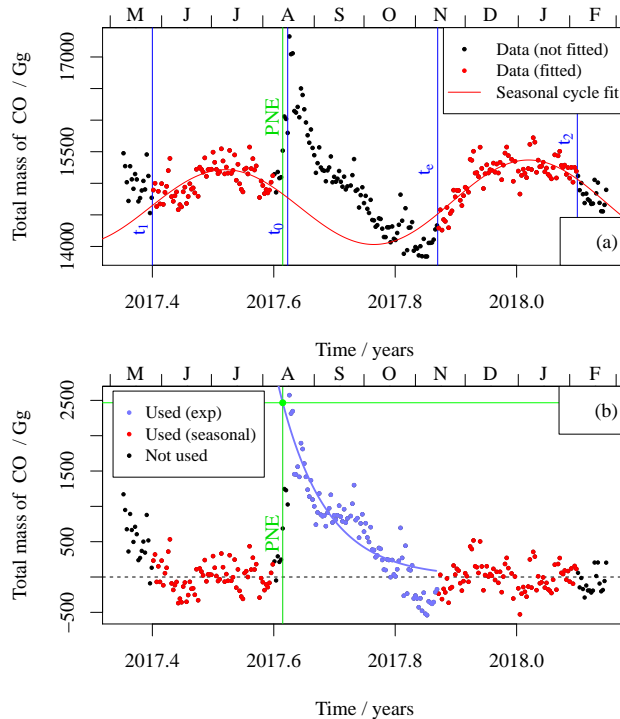 M J J A S O N D J F
Total mass of CO / Gg
17000
15500
14000
Data (not fitted)
Data (fitted)
Seasonal cycle fit
PNE
t1
t0
te
t2
(a)
2017.4 2017.6 2017.8 2018.0
Time / years
M J J A S O N D J F
Total mass of CO / Gg
2500
1500
500
−500
Used (exp)
Used (seasonal)
Not used
PNE
(b)
2017.4 2017.6 2017.8 2018.0
Time / years